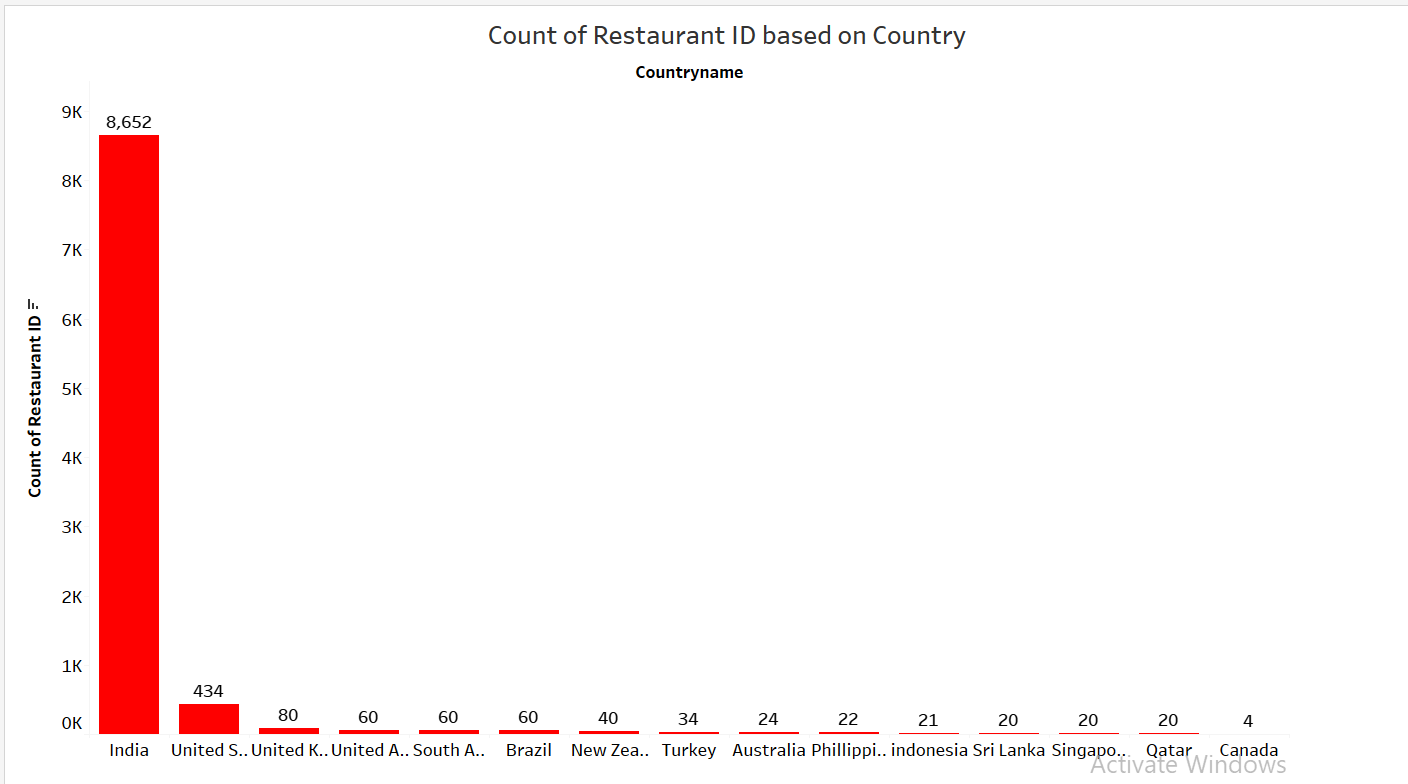 Count of Restaurant ID based on Country
Countryname
Count of Restaurant ID
9K
8K
7K
6K
5K
4K
3K
2K
1K
0K
8,652
434
80
60
60
60
40
34
24
22
21
20
20
20
4
India
United S..
United K..
United A..
South A..
Brazil
New Zea..
Turkey
Australia
Phillippi..
indonesia
Sri Lanka
Singapo..
Qatar
Canada
Activate Windows